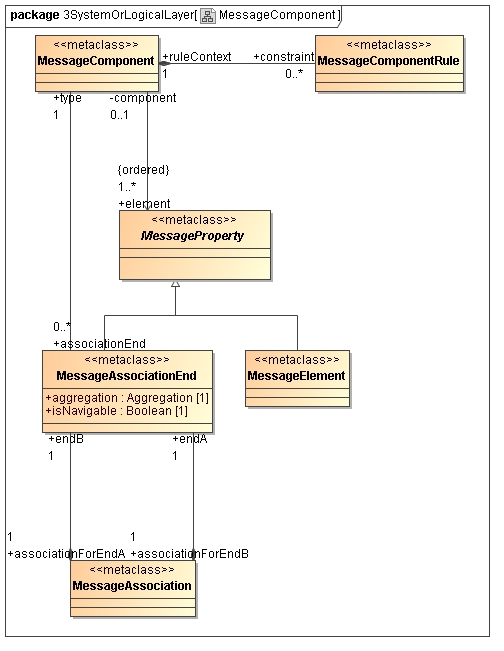 package 3SystemOrLogicalLayer[ MessageComponent]
<<metaclass>>
MessageComponent
+ruleContext
1
+constraint
0..*
<<metaclass>>
MessageComponentRule
+type
1
-component
0..1
{ordered}
1..*
+element
<<metaclass>>
MessageProperty
0..*
+associationEnd
<<metaclass>>
MessageAssociationEnd
+aggregation : Aggregation [1]
+isNavigable : Boolean [1]
<<metaclass>>
MessageElement
+endB
1
+endA
1
1
+associationForEndA
1
+associationForEndB
<<metaclass>>
MessageAssociation